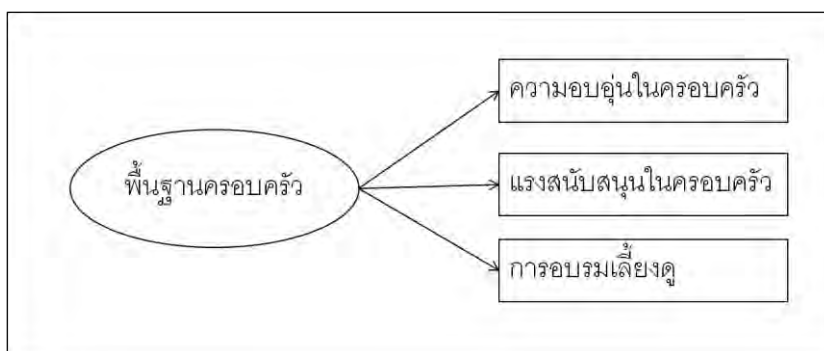 ความอบอุ่นในครอบครัว
พื้นฐานครอบครัว
แรงสนับสนุนในครอบครัว
การอบรมเลี้ยงดู